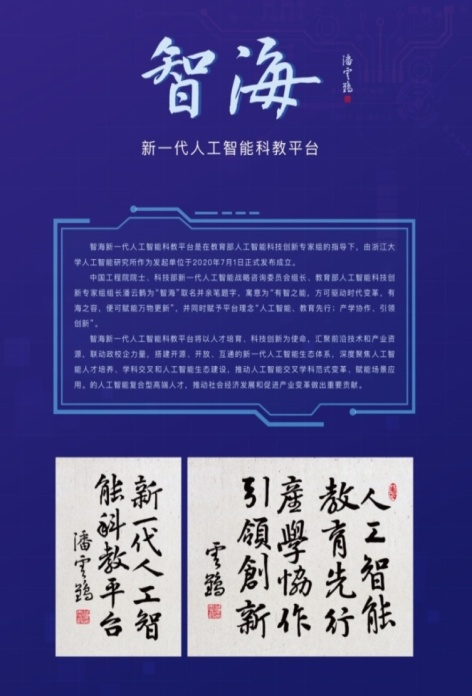 智海
潘云鹤
新一代人工智能科教平台
智海新一代人工智能科教平台是在教育部人工智能科技创新专家组的指导下，由浙江大
学人工智能研究所作为发起单位于2020年7月1日正式发布成立。
中国工程院院士、科技部新一代人工智能战略咨询委员会组长、教育部人工智能科技创
新专家组组长潘云鹤为“智海”取名并亲笔题字，寓意为“有智之能，方可驱动时代变革，有
海之容，便可赋能万物更新”，并同时赋予平台理念“人工智能、教育先行；产学协作、引领
创新”。
智海新一代人工智能科教平台将以人才培育、科技创新为使命，汇聚前沿技术和产业资
源，联动政校企力量，搭建开源、开放、互通的新一代人工智能生态体系，深度聚焦人工智
能人才培养、学科交叉和人工智能生态建设，推动人工智能交叉学科范式变革、赋能场景应
用。的人工智能复合型高端人才，推动社会经济发展和促进产业变革做出重要贡献。
新一代人工智
能科教平台
潘雲鶴
人工智能
教育先行
產學協作
引領創新
雲鶴